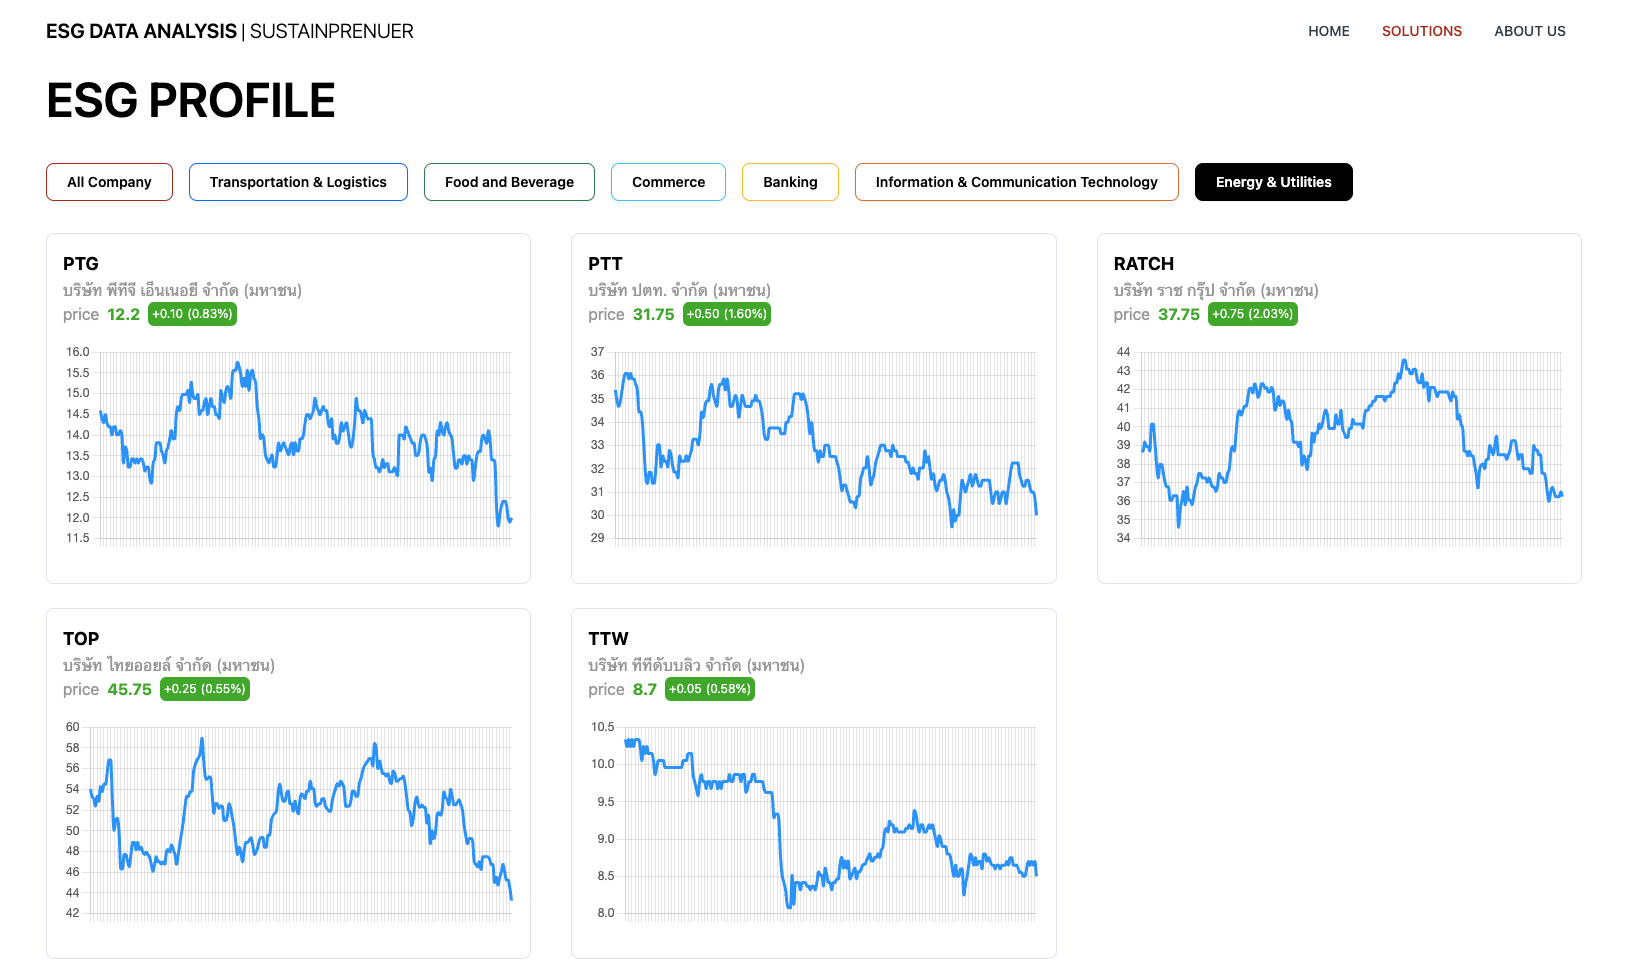 ESG DATA ANALYSIS | SUSTAINPRENUER
HOME SOLUTIONS ABOUT US
ESG PROFILE
All Company Transportation & Logistics Food and Beverage Commerce Banking Information & Communication Technology Energy & Utilities
PTG
บริษัท พีทีจี เอ็นเนอยี จำกัด (มหาชน)
price 12.2 +0.10 (0.83%)
16.0
15.5
15.0
14.5
14.0
13.5
13.0
12.5
12.0
11.5
PTT
บริษัท ปตท. จำกัด (มหาชน)
price 31.75 +0.50 (1.60%)
37
36
35
34
33
32
31
30
29
RATCH
บริษัท ราช กรุ๊ป จำกัด (มหาชน)
price 37.75 +0.75 (2.03%)
44
43
42
41
40
39
38
37
36
35
34
TOP
บริษัท ไทยออยล์ จำกัด (มหาชน)
price 45.75 +0.25 (0.55%)
60
58
56
54
52
50
48
46
44
42
TTW
บริษัท ทีทีดับบลิว จำกัด (มหาชน)
price 8.7 +0.05 (0.58%)
10.5
10.0
9.5
9.0
8.5
8.0